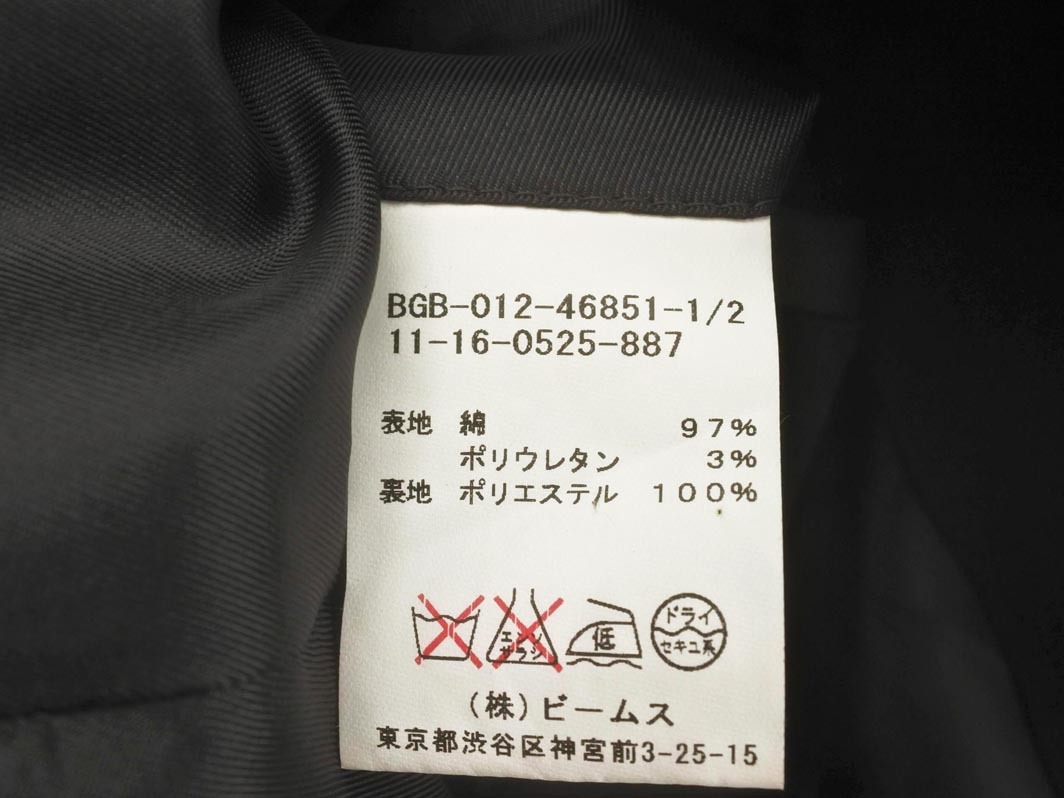 BGB-012-46851-1/2
11-16-0525-887
表地 綿 97%
ポリウレタン 3%
裏地 ポリエステル 100%
エンソ
サラシ
低
ドライ
セキユ系
(株)ビームス
東京都渋谷区神宮前3-25-15